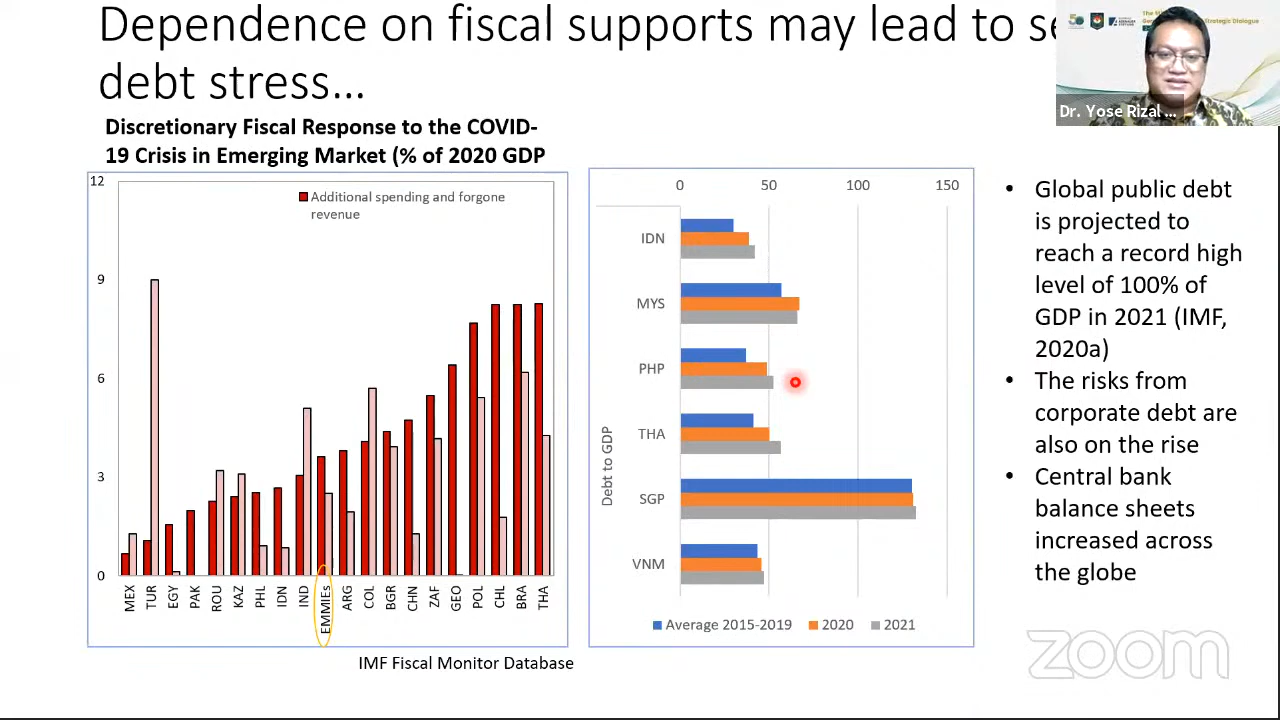 Dependence on fiscal supports may lead to se
debt stress...
Dr. Yose Rizal ...
Discretionary Fiscal Response to the COVID-
19 Crisis in Emerging Market (% of 2020 GDP
12
9
6
3
0
Additional spending and forgone
revenue
MEX
TUR
EGY
PAK
ROU
KAZ
PHL
IDN
IND
EMMIEs
ARG
COL
BGR
CHN
ZAF
GEO
POL
CHL
BRA
THA
IMF Fiscal Monitor Database
0 50 100 150
Debt to GDP
IDN
MYS
PHP
THA
SGP
VNM
Average 2015-2019 2020 2021
• Global public debt
is projected to
reach a record high
level of 100% of
GDP in 2021 (IMF,
2020a)
• The risks from
corporate debt are
also on the rise
• Central bank
balance sheets
increased across
the globe
zoom